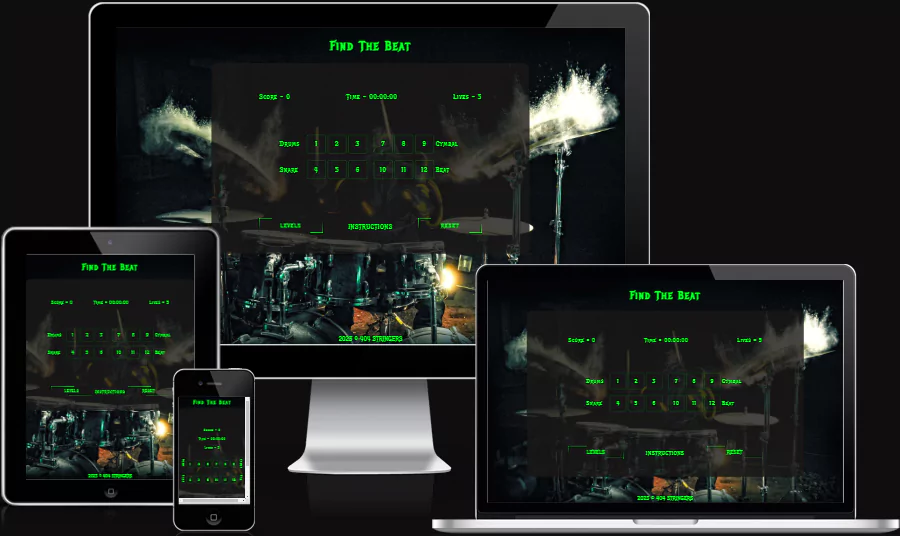 Find The Beat
Score - 0 Time - 00:00:00 Lives - 3
Drums 1 2 3 7 8 9 Cymbal
Snare 4 5 6 10 11 12 Beat
LEVELS INSTRUCTIONS RESET
2025 © 404 STRINGERS
Find The Beat
Score - 0 Time - 00:00:00 Lives - 3
Drums 1 2 3 7 8 9 Cymbal
Snare 4 5 6 10 11 12 Beat
LEVELS INSTRUCTIONS RESET
2025 © 404 STRINGERS
Find The Beat
Score - 0
Time - 00:00:00
Lives - 3
Find The Beat
Score - 0 Time - 00:00:00 Lives - 3
Drums 1 2 3 7 8 9 Cymbal
Snare 4 5 6 10 11 12 Beat
LEVELS INSTRUCTIONS RESET
2025 © 404 STRINGERS